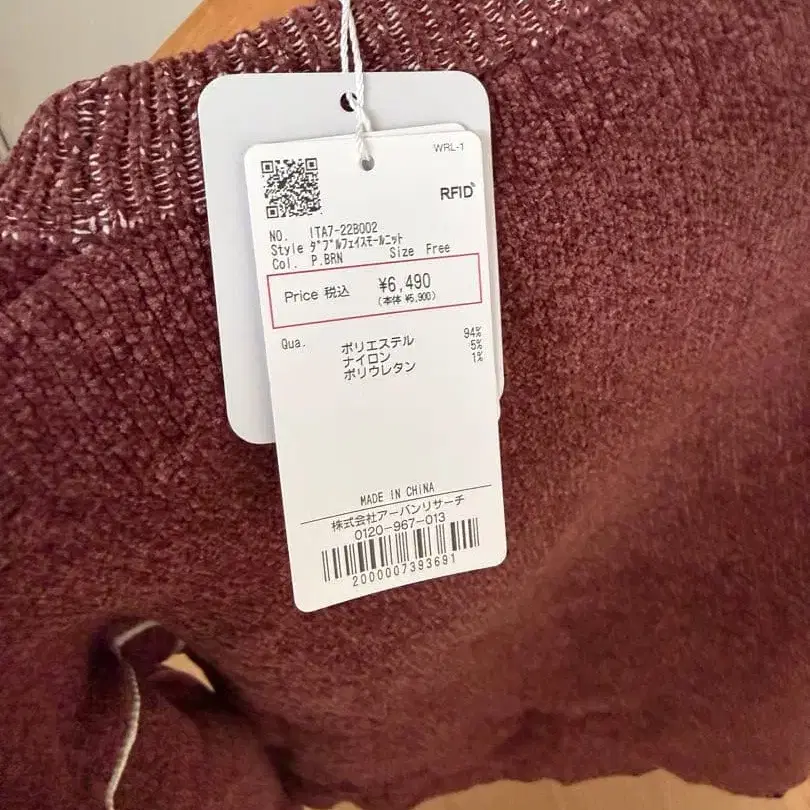 WRL-1
RFID
NO. ITA7-22B002
Style ダブルフェイスモールニット
Col. P.BRN Size Free
Price 税込 ¥6,490
(本体 ¥5,900)
Qua. ポリエステル 94%
ナイロン 5%
ポリウレタン 1%
MADE IN CHINA
株式会社アーバンリサーチ
0120-967-013
2000007393691